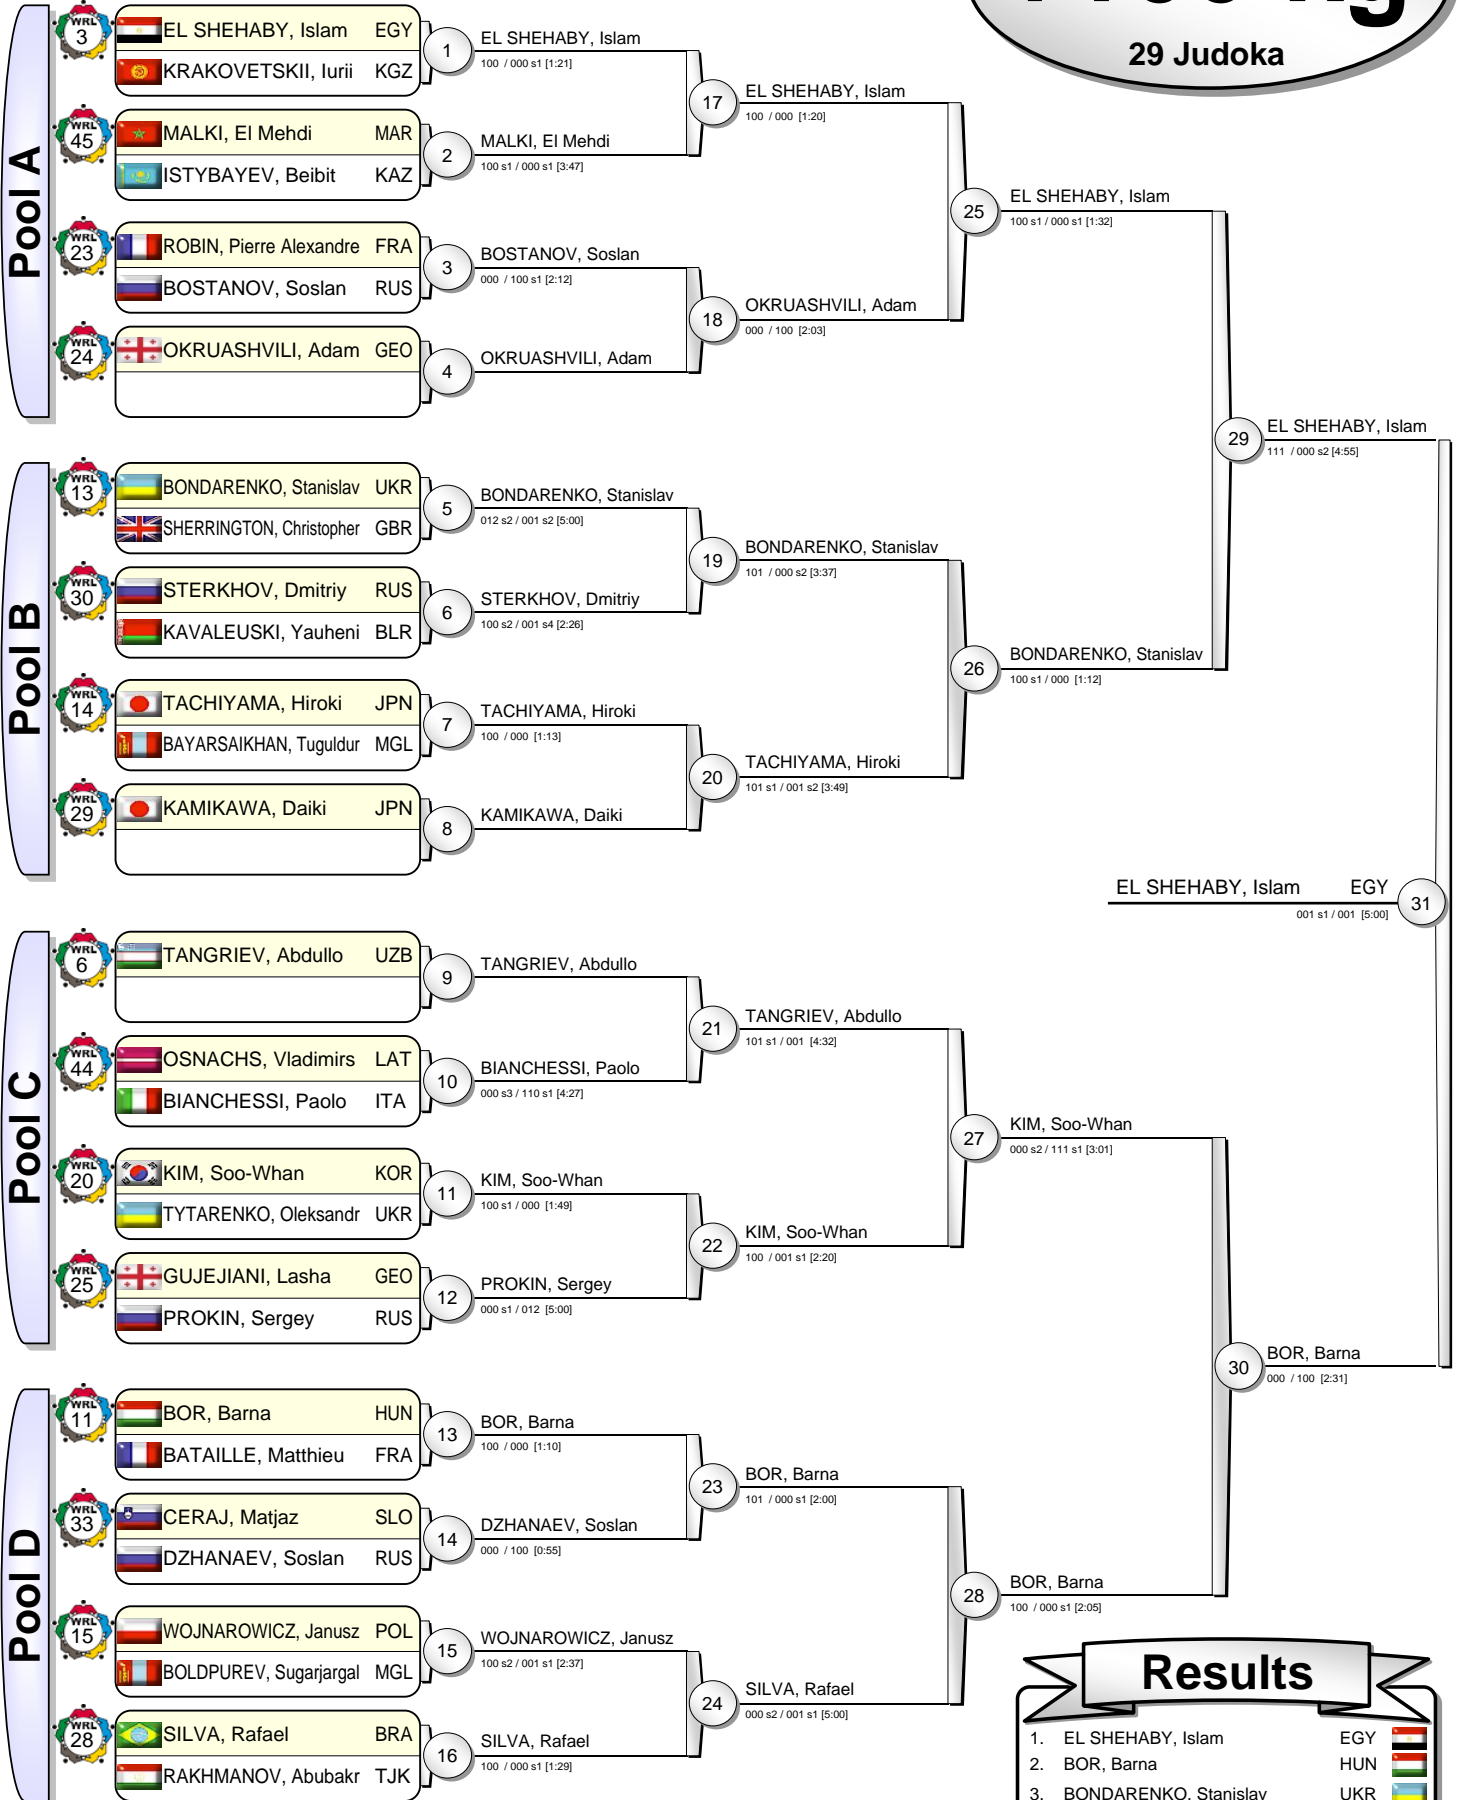 29 Judoka
Pool A
WRL 3
EL SHEHABY, Islam EGY
KRAKOVETSKII, Iurii KGZ
WRL 45
MALKI, El Mehdi MAR
ISTYBAYEV, Beibit KAZ
WRL 23
ROBIN, Pierre Alexandre FRA
BOSTANOV, Soslan RUS
WRL 24
OKRUASHVILI, Adam GEO
1
EL SHEHABY, Islam
100 / 000 s1 [1:21]
2
MALKI, El Mehdi
100 s1 / 000 s1 [3:47]
3
BOSTANOV, Soslan
000 / 100 s1 [2:12]
4
OKRUASHVILI, Adam
17
EL SHEHABY, Islam
100 / 000 [1:20]
18
OKRUASHVILI, Adam
000 / 100 [2:03]
25
EL SHEHABY, Islam
100 s1 / 000 s1 [1:32]
Pool B
WRL 13
BONDARENKO, Stanislav UKR
SHERRINGTON, Christopher GBR
WRL 30
STERKHOV, Dmitriy RUS
KAVALEUSKI, Yauheni BLR
WRL 14
TACHIYAMA, Hiroki JPN
BAYARSAIKHAN, Tuguldur MGL
WRL 29
KAMIKAWA, Daiki JPN
5
BONDARENKO, Stanislav
012 s2 / 001 s2 [5:00]
6
STERKHOV, Dmitriy
100 s2 / 001 s4 [2:26]
7
TACHIYAMA, Hiroki
100 / 000 [1:13]
8
KAMIKAWA, Daiki
19
BONDARENKO, Stanislav
101 / 000 s2 [3:37]
20
TACHIYAMA, Hiroki
101 s1 / 001 s2 [3:49]
26
BONDARENKO, Stanislav
100 s1 / 000 [1:12]
29
EL SHEHABY, Islam
111 / 000 s2 [4:55]
EL SHEHABY, Islam EGY
31
001 s1 / 001 [5:00]
Pool C
WRL 6
TANGRIEV, Abdullo UZB
WRL 44
OSNACHS, Vladimirs LAT
BIANCHESSI, Paolo ITA
WRL 20
KIM, Soo-Whan KOR
TYTARENKO, Oleksandr UKR
WRL 25
GUJEJIANI, Lasha GEO
PROKIN, Sergey RUS
9
TANGRIEV, Abdullo
10
BIANCHESSI, Paolo
000 s3 / 110 s1 [4:27]
11
KIM, Soo-Whan
100 s1 / 000 [1:49]
12
PROKIN, Sergey
000 s1 / 012 [5:00]
21
TANGRIEV, Abdullo
101 s1 / 001 [4:32]
22
KIM, Soo-Whan
100 / 001 s1 [2:20]
27
KIM, Soo-Whan
000 s2 / 111 s1 [3:01]
Pool D
WRL 11
BOR, Barna HUN
BATAILLE, Matthieu FRA
WRL 33
CERAJ, Matjaz SLO
DZHANAEV, Soslan RUS
WRL 15
WOJNAROWICZ, Janusz POL
BOLDPUREV, Sugarjargal MGL
WRL 28
SILVA, Rafael BRA
RAKHMANOV, Abubakr TJK
13
BOR, Barna
100 / 000 [1:10]
14
DZHANAEV, Soslan
000 / 100 [0:55]
15
WOJNAROWICZ, Janusz
100 s2 / 001 s1 [2:37]
16
SILVA, Rafael
100 / 000 s1 [1:29]
23
BOR, Barna
101 / 000 s1 [2:00]
24
SILVA, Rafael
000 s2 / 001 s1 [5:00]
28
BOR, Barna
100 / 000 s1 [2:05]
30
BOR, Barna
000 / 100 [2:31]
Results
1. EL SHEHABY, Islam EGY
2. BOR, Barna HUN
3. BONDARENKO, Stanislav UKR